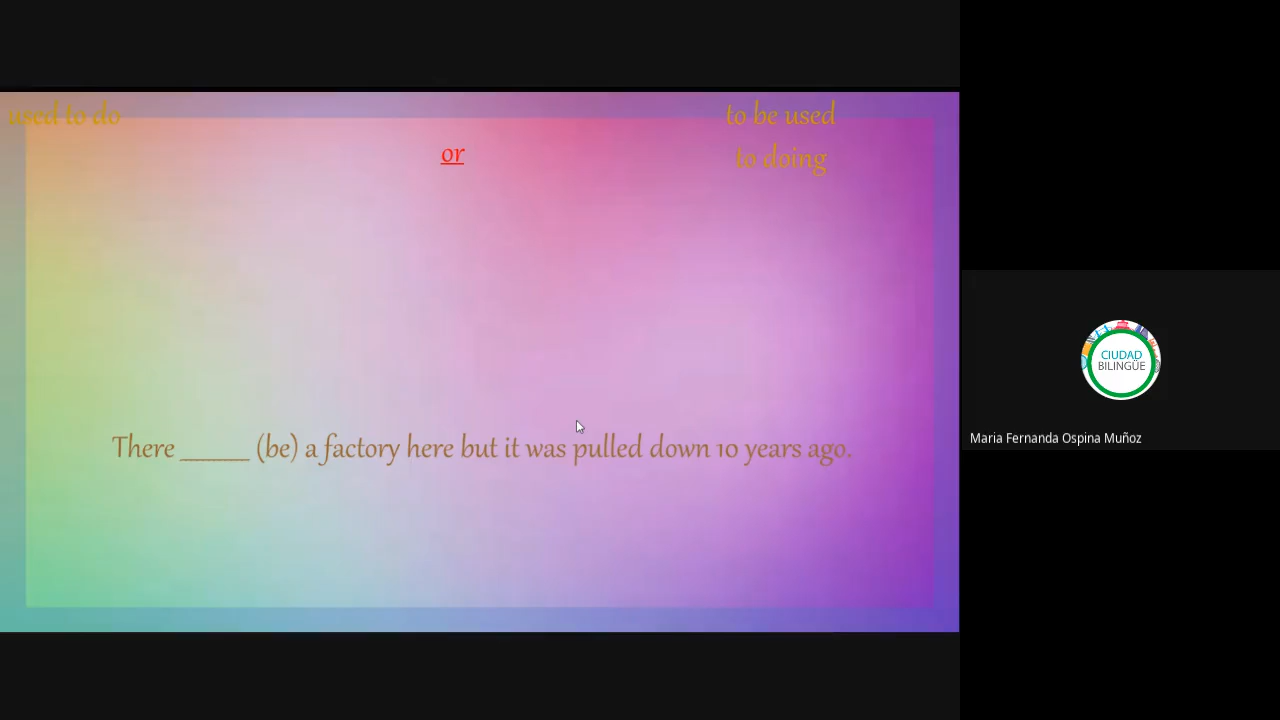 used to do
to be used
to doing
or
There ______ (be) a factory here but it was pulled down 10 years ago.
CIUDAD
BILINGÜE
Maria Fernanda Ospina Muñoz